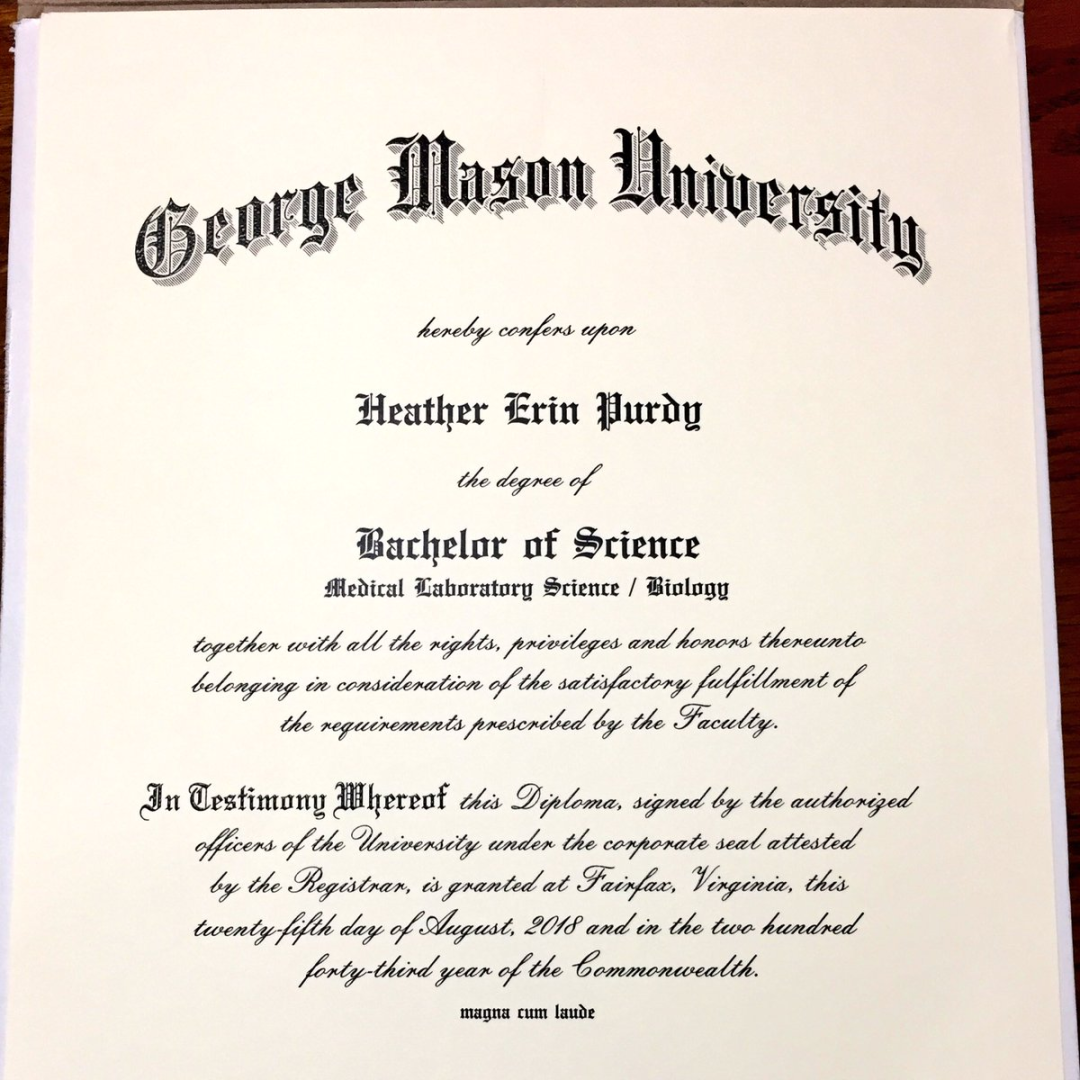 George Mason University
hereby confers upon
Heather Erin Purdy
the degree of
Bachelor of Science
Medical Laboratory Science / Biology
together with all the rights, privileges and honors thereunto
belonging in consideration of the satisfactory fulfillment of
the requirements prescribed by the Faculty.
In Testimony Whereof this Diploma, signed by the authorized
officers of the University under the corporate seal attested
by the Registrar, is granted at Fairfax, Virginia, this
twenty-fifth day of August, 2018 and in the two hundred
forty-third year of the Commonwealth.
magna cum laude